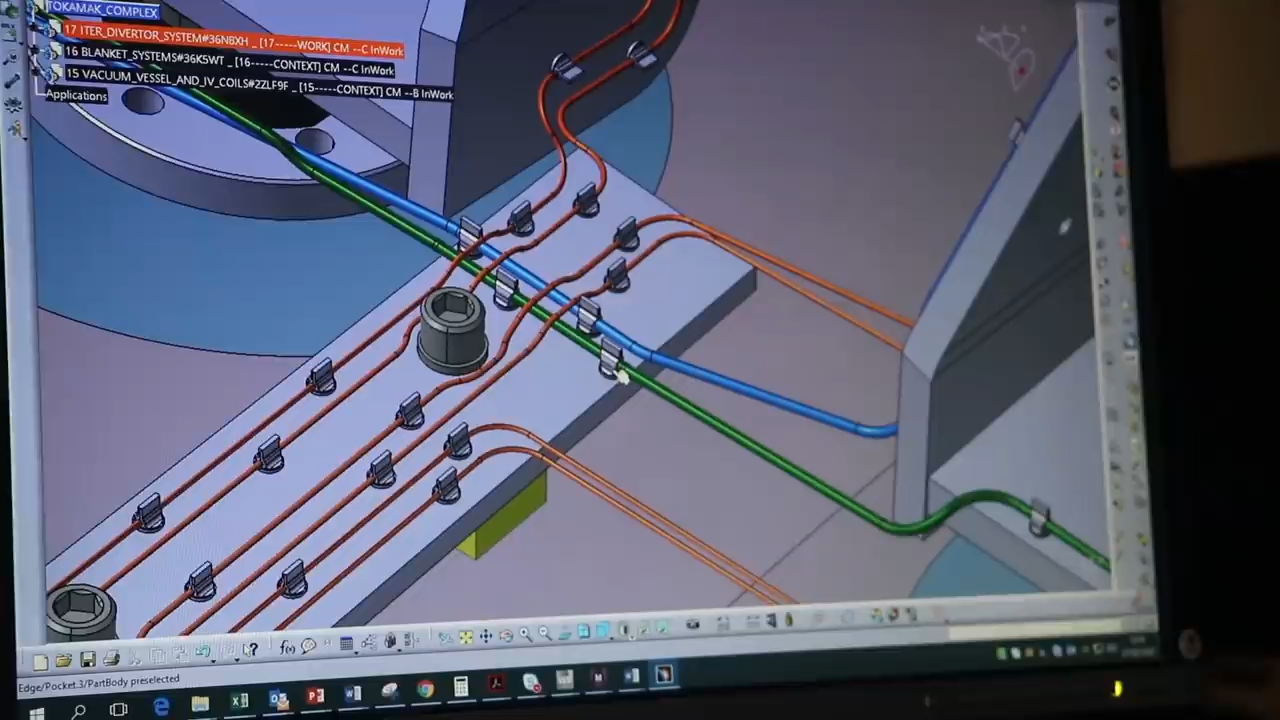 TOKAMAK_COMPLEX
17 ITER_DIVERTOR_SYSTEM#36NBXH _ [17-----WORK] CM --C InWork
16 BLANKET_SYSTEMS#36K5WT _ [16-----CONTEXT] CM --C InWork
15 VACUUM_VESSEL_AND_IV_COILS#2ZLF9F _ [15-----CONTEXT] CM --B InWork
Applications
Edge/Pocket.3/PartBody preselected